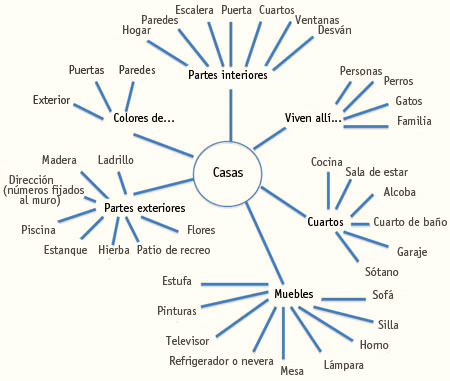 Escalera
Puerta
Cuartos
Paredes
Ventanas
Hogar
Desván
Partes interiores
Puertas
Paredes
Exterior
Colores de...
Personas
Perros
Gatos
Familia
Viven allí...
Casas
Madera
Ladrillo
Dirección
(números fijados
al muro)
Partes exteriores
Piscina
Estanque
Hierba
Patio de recreo
Flores
Cocina
Sala de estar
Alcoba
Cuartos
Cuarto de baño
Garaje
Sótano
Estufa
Muebles
Sofá
Pinturas
Silla
Televisor
Horno
Refrigerador o nevera
Lámpara
Mesa